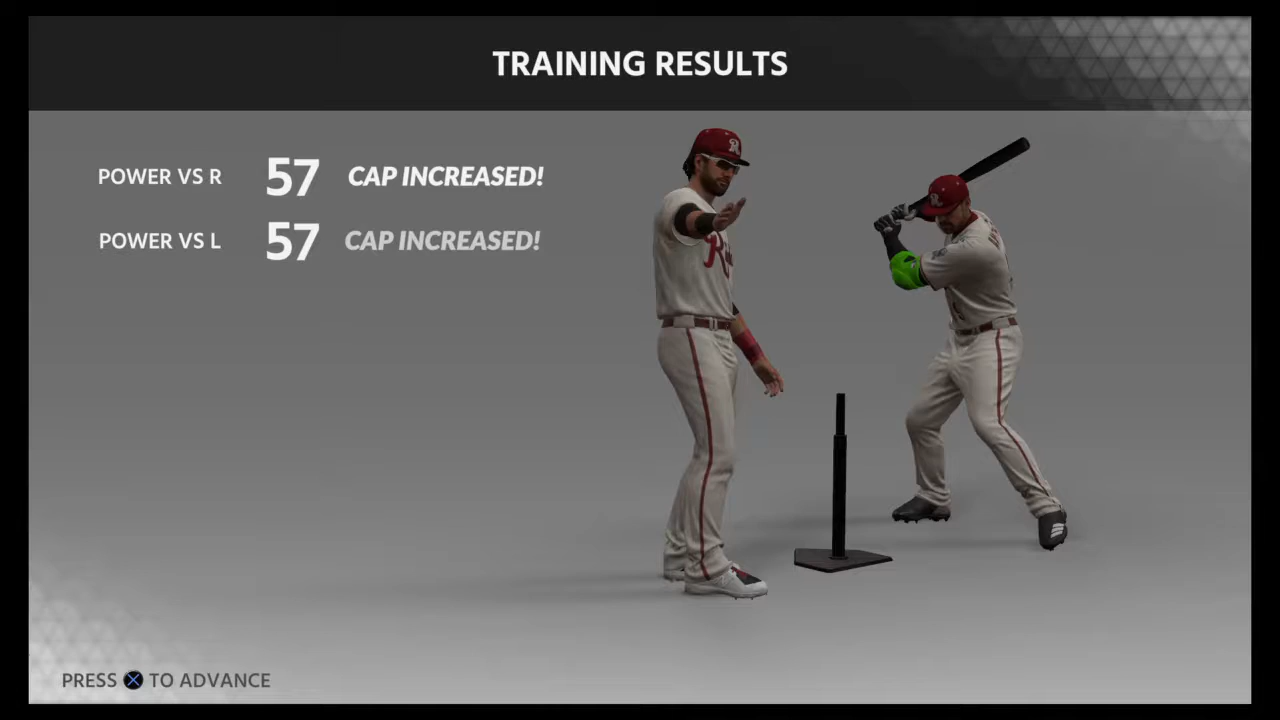 TRAINING RESULTS
POWER VS R 57 CAP INCREASED!
POWER VS L 57 CAP INCREASED!
R
R
PRESS TO ADVANCE